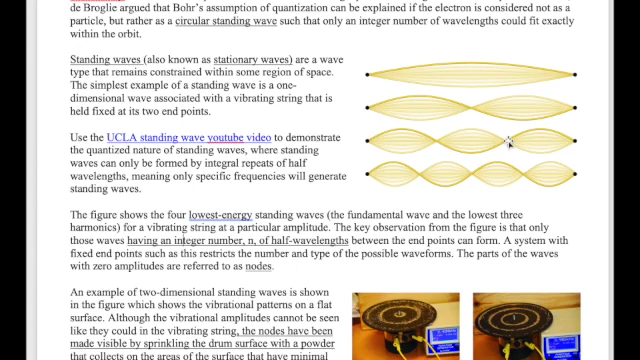 de Broglie argued that Bohr's assumption of quantization can be explained if the electron is considered not as a
particle, but rather as a circular standing wave such that only an integer number of wavelengths could fit exactly
within the orbit.
Standing waves (also known as stationary waves) are a wave
type that remains constrained within some region of space.
The simplest example of a standing wave is a one-
dimensional wave associated with a vibrating string that is
held fixed at its two end points.
Use the UCLA standing wave youtube video to demonstrate
the quantized nature of standing waves, where standing
waves can only be formed by integral repeats of half
wavelengths, meaning only specific frequencies will generate
standing waves.
The figure shows the four lowest-energy standing waves (the fundamental wave and the lowest three
harmonics) for a vibrating string at a particular amplitude. The key observation from the figure is that only
those waves having an integer number, n, of half-wavelengths between the end points can form. A system with
fixed end points such as this restricts the number and type of the possible waveforms. The parts of the waves
with zero amplitudes are referred to as nodes.
An example of two-dimensional standing waves is shown
in the figure which shows the vibrational patterns on a flat
surface. Although the vibrational amplitudes cannot be seen
like they could in the vibrating string, the nodes have been
made visible by sprinkling the drum surface with a powder
that collects on the areas of the surface that have minimal